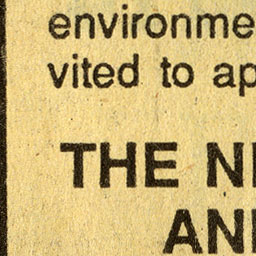 environme
vited to ap
THE N
AN